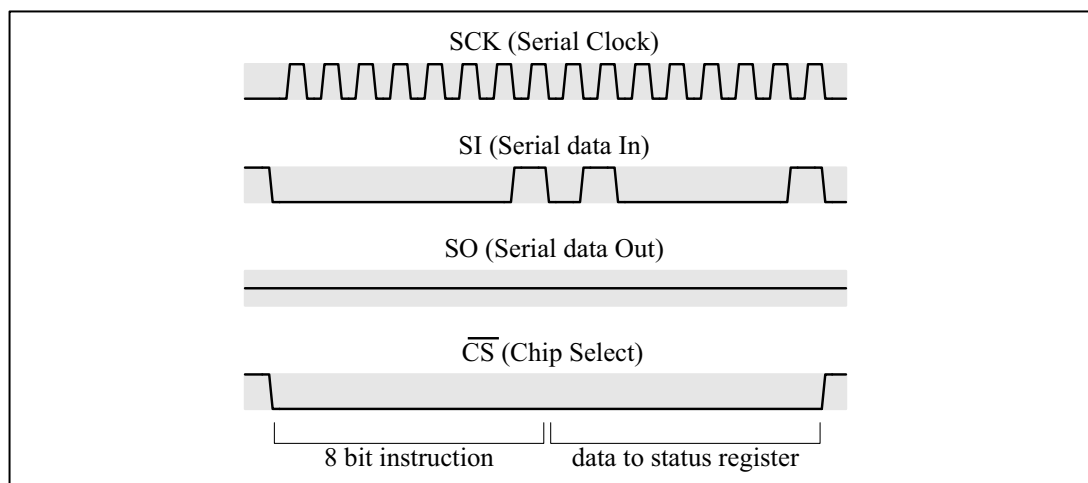 SCK (Serial Clock)
SI (Serial data In)
SO (Serial data Out)
C̅S̅ (Chip Select)
8 bit instruction
data to status register